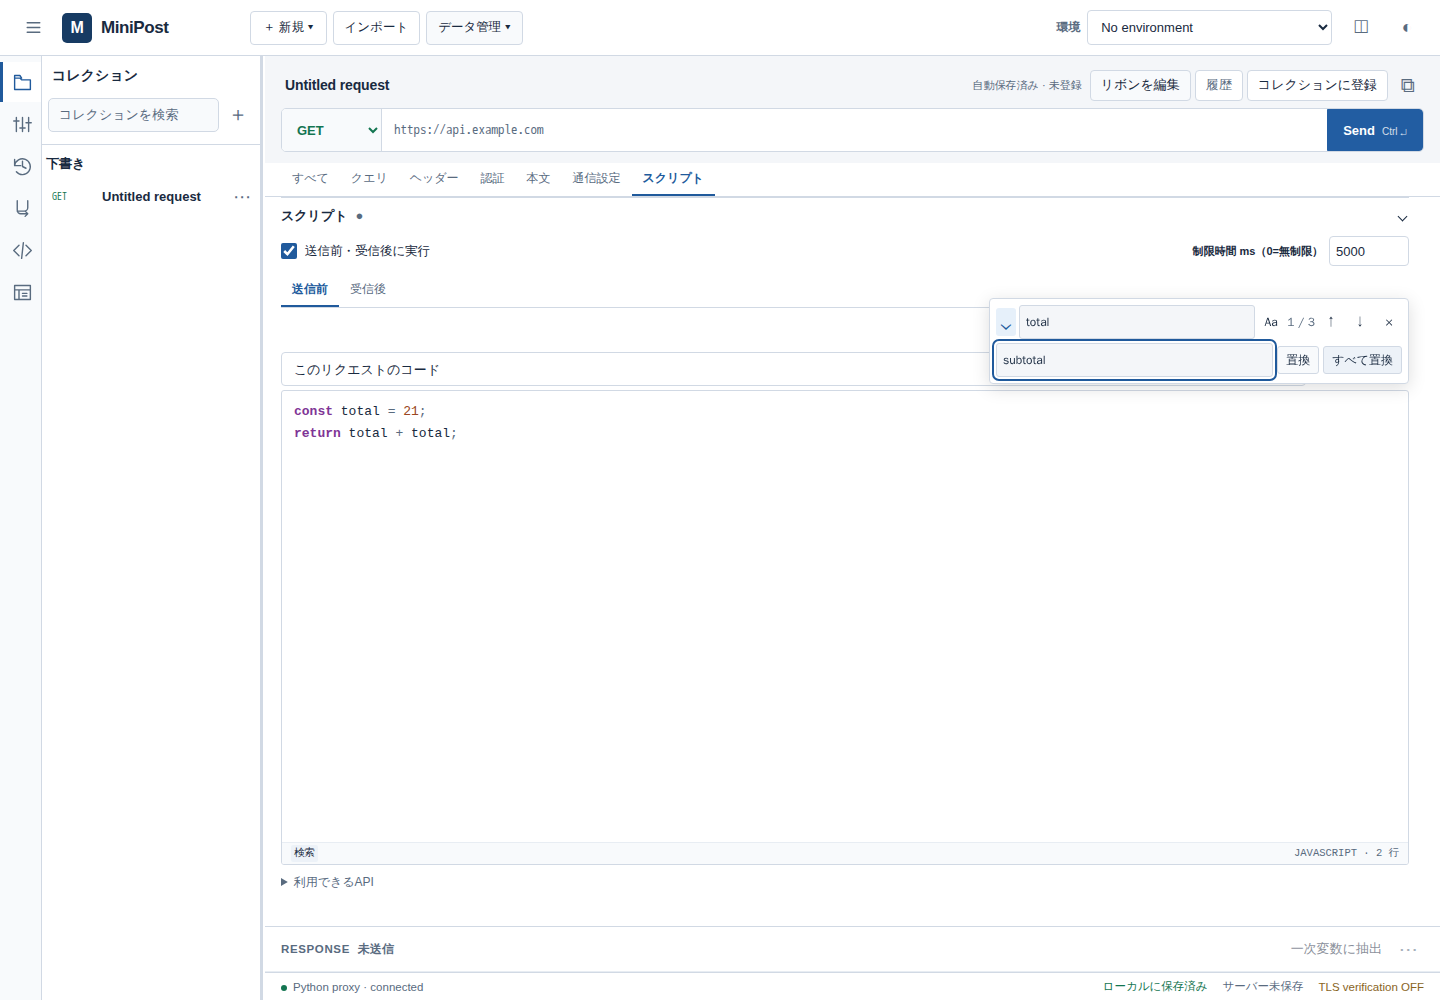 M MiniPost
＋ 新規 ▾
インポート
データ管理 ▾
環境
No environment
コレクション
コレクションを検索
＋
下書き
GET Untitled request ···
Untitled request
自動保存済み · 未登録
リボンを編集
履歴
コレクションに登録
GET
https://api.example.com
Send Ctrl ↵
すべて クエリ ヘッダー 認証 本文 通信設定 スクリプト
スクリプト ●
送信前・受信後に実行
制限時間 ms（0=無制限） 5000
送信前 受信後
total Aa 1 / 3 ↑ ↓ ×
subtotal 置換 すべて置換
このリクエストのコード
const total = 21;
return total + total;
検索
JAVASCRIPT · 2 行
▶ 利用できるAPI
RESPONSE 未送信
一次変数に抽出 ···
Python proxy · connected
ローカルに保存済み サーバー未保存 TLS verification OFF